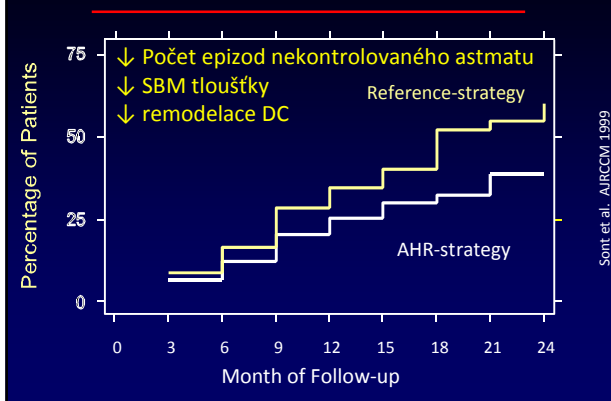 ↓ Počet epizod nekontrolovaného astmatu
↓ SBM tloušťky
↓ remodelace DC
Reference-strategy
AHR-strategy
Percentage of Patients
75
50
25
0
0 3 6 9 12 15 18 21 24
Month of Follow-up
Sont et al. AJRCCM 1999